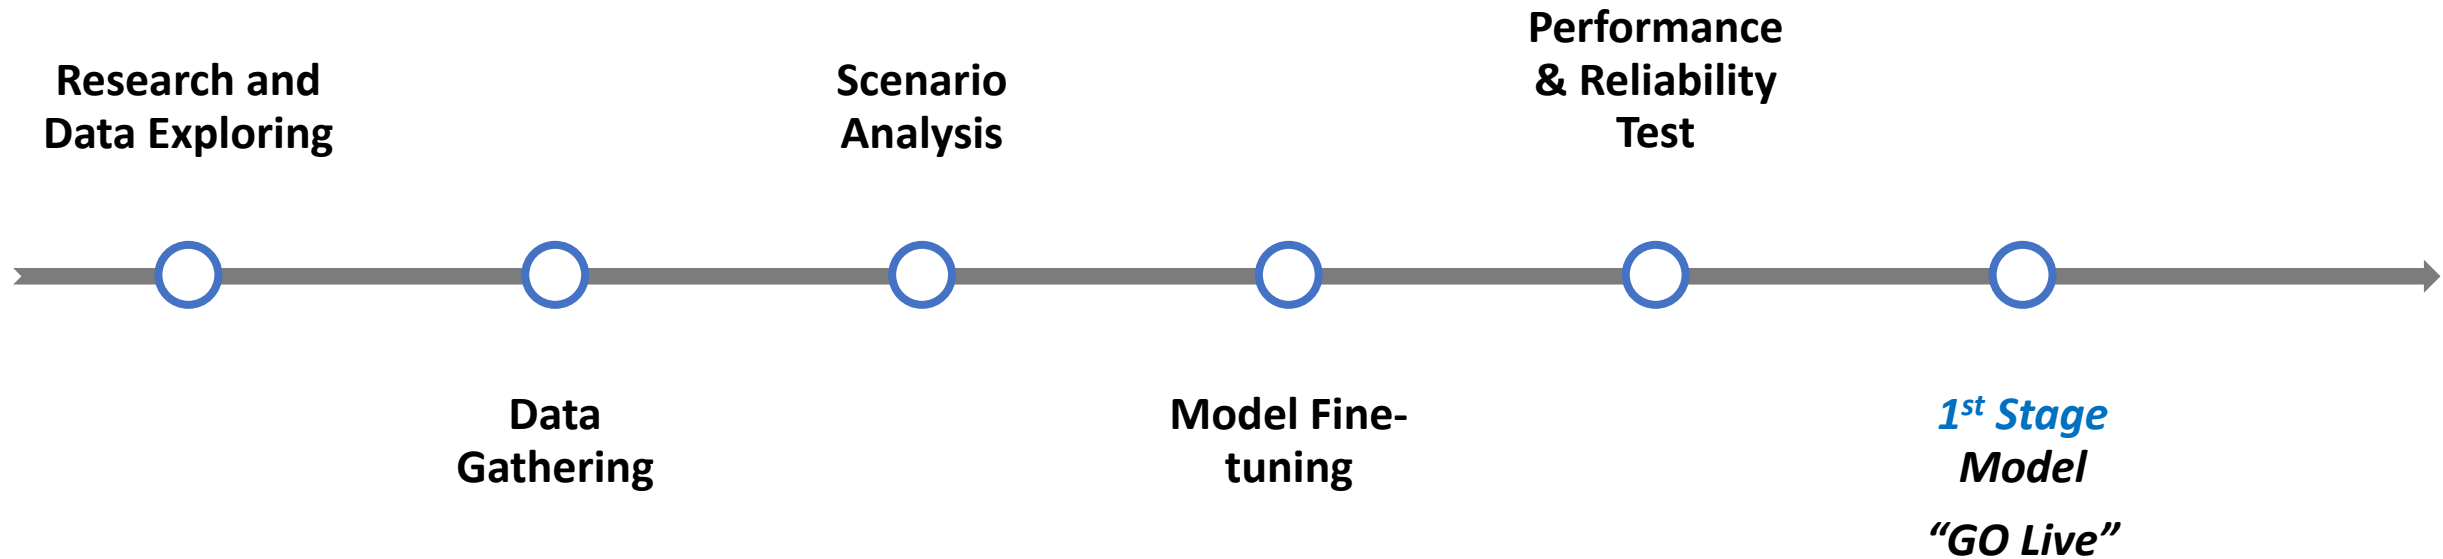 Research and
Data Exploring
Data
Gathering
Scenario
Analysis
Model Fine-
tuning
Performance
& Reliability
Test
1st Stage
Model
“GO Live”